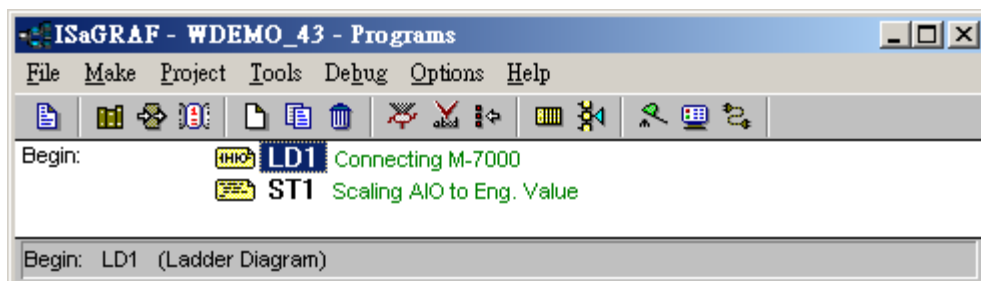 ISaGRAF - WDEMO_43 - Programs
File Make Project Tools Debug Options Help
Begin: LD1 Connecting M-7000
ST1 Scaling AIO to Eng. Value
Begin: LD1 (Ladder Diagram)